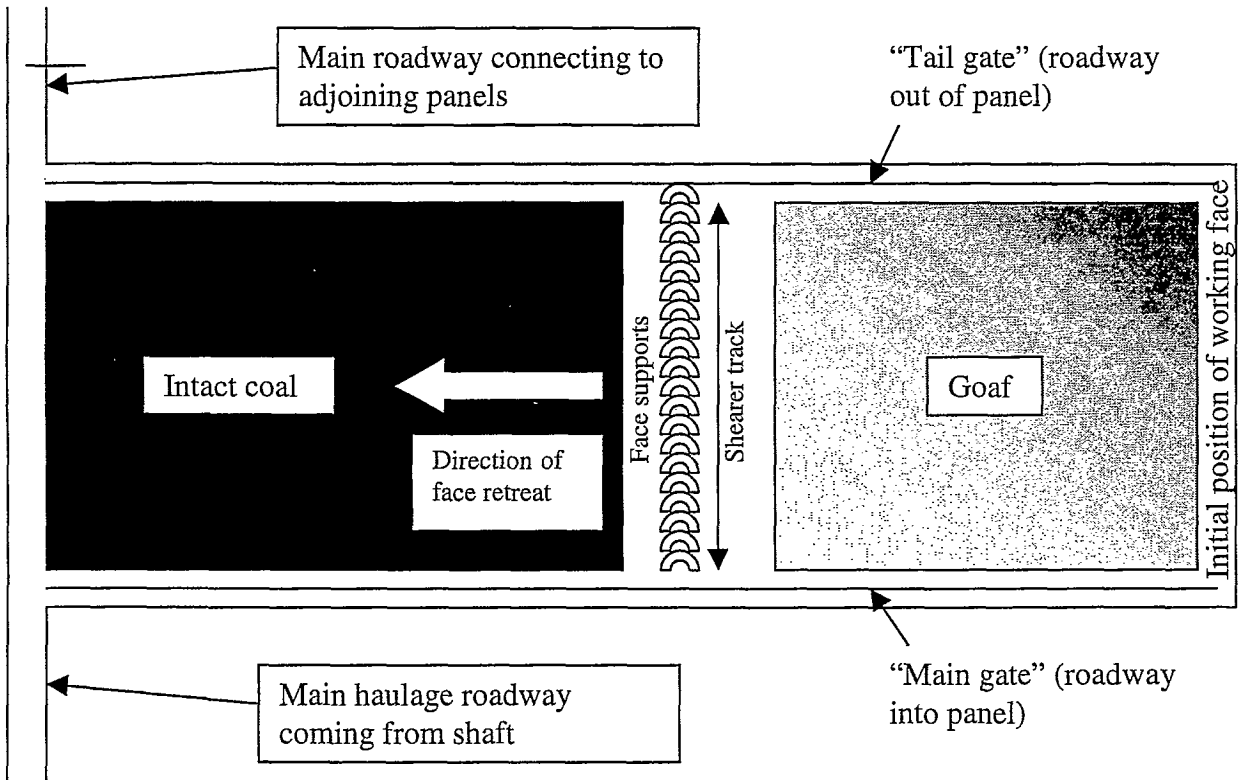 Main roadway connecting to
adjoining panels
“Tail gate” (roadway
out of panel)
Intact coal
Direction of
face retreat
Face supports
Shearer track
Goaf
Initial position of working face
Main haulage roadway
coming from shaft
“Main gate” (roadway
into panel)